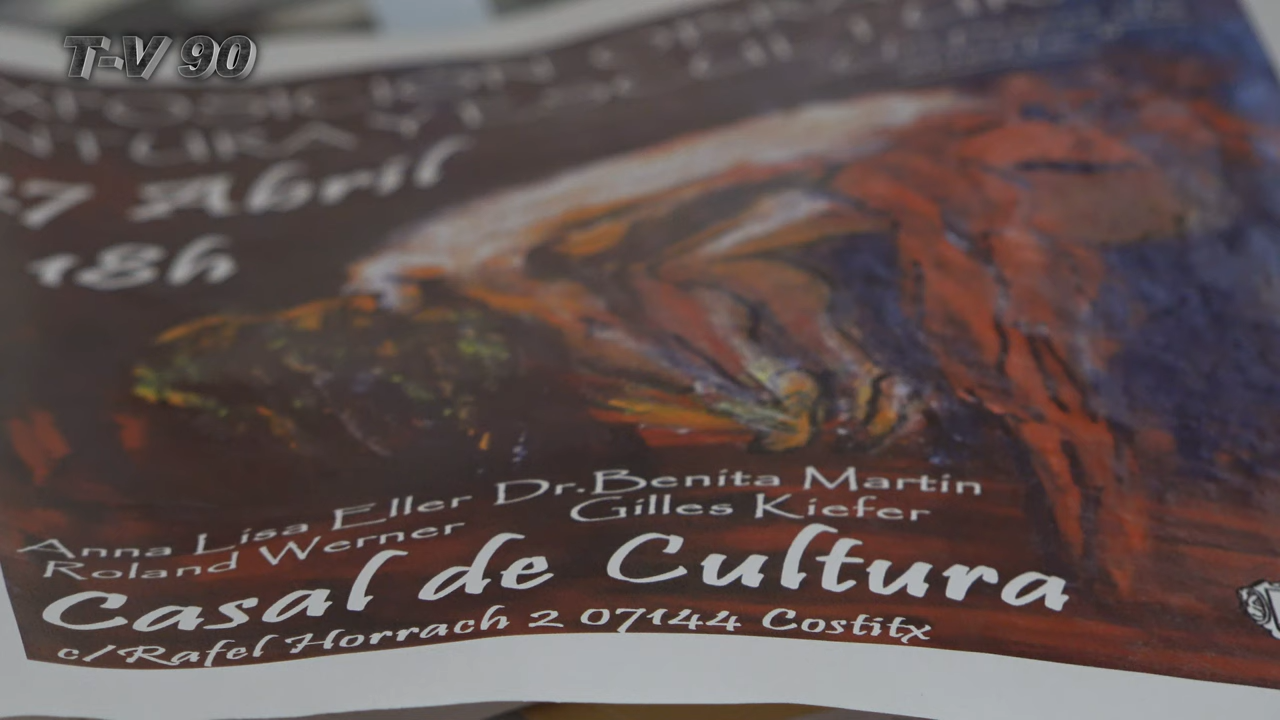 T-V 90
27 Abril
18h
Anna Lisa Eller Dr.Benita Martin
Roland Werner Gilles Kiefer
Casal de Cultura
c/Rafel Horrach 2 07144 Costitx